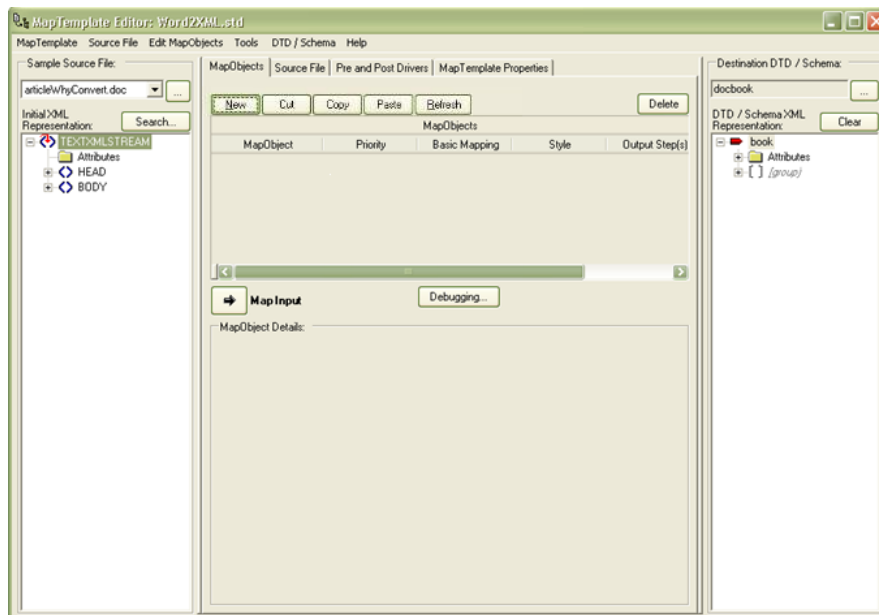 MapTemplate Editor: Word2XML.std
MapTemplate Source File Edit MapObjects Tools DTD / Schema Help
Sample Source File:
articleWhyConvert.doc ...
Initial XML
Representation: Search...
TEXTXMLSTREAM
Attributes
HEAD
BODY
MapObjects Source File Pre and Post Drivers MapTemplate Properties
New Cut Copy Paste Refresh Delete
MapObjects
MapObject Priority Basic Mapping Style Output Step(s)
Map Input Debugging...
MapObject Details:
Destination DTD / Schema:
docbook ...
DTD / Schema XML
Representation: Clear
book
Attributes
[ ] {group}